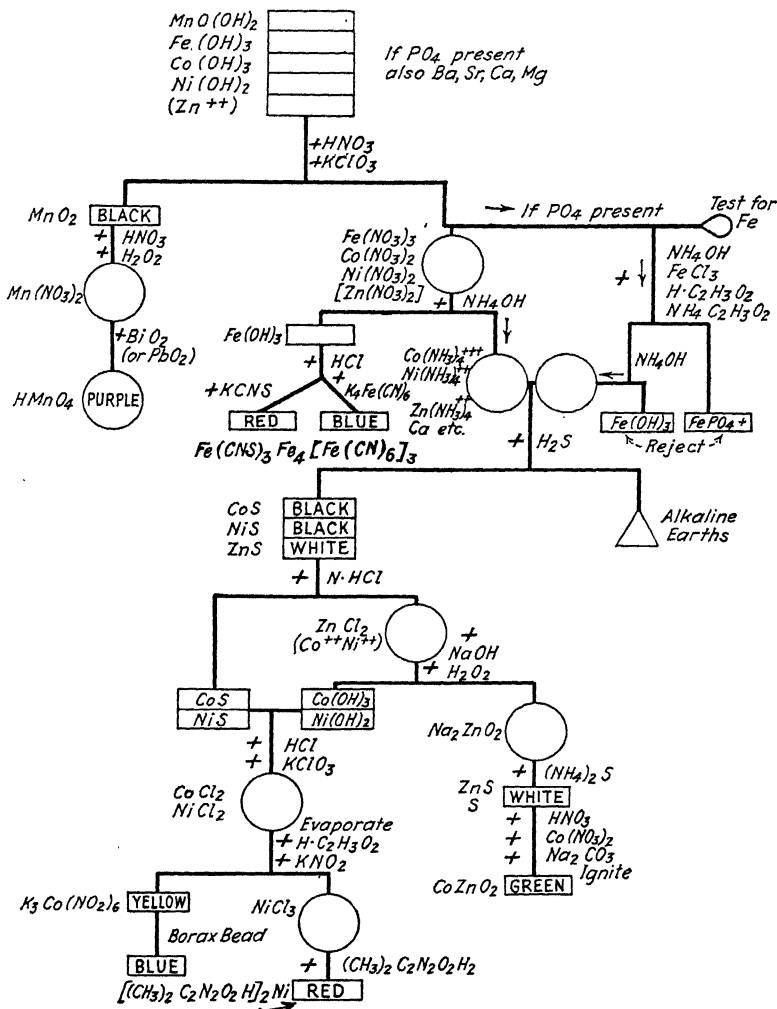 MnO(OH)2
Fe(OH)3
Co(OH)3
Ni(OH)2
(Zn++)
If PO4 present
also Ba, Sr, Ca, Mg
+HNO3
+KClO3
MnO2 BLACK
+ HNO3
+ H2O2
Mn(NO3)2
+BiO2
(or PbO2)
HMnO4 PURPLE
→ If PO4 present
Test for
Fe
Fe(NO3)3
Co(NO3)2
Ni(NO3)2
[Zn(NO3)2]
+ NH4OH
+ ↓
NH4OH
FeCl3
H·C2H3O2
NH4C2H3O2
Fe(OH)3
+ HCl
+KCNS
+ K4Fe(CN)6
RED
BLUE
Fe(CNS)3 Fe4[Fe(CN)6]3
Co(NH3)4+++
Ni(NH3)4++
Zn(NH3)4++
Ca etc.
← NH4OH
Fe(OH)3 FePO4+
Reject
+ H2S
CoS BLACK
NiS BLACK
ZnS WHITE
Alkaline
Earths
+ N·HCl
ZnCl2
(Co++Ni++)
+ NaOH
+ H2O2
CoS
NiS
Co(OH)3
Ni(OH)2
Na2ZnO2
+ HCl
+ KClO3
+ (NH4)2S
ZnS
S
WHITE
+ HNO3
+ Co(NO3)2
+ Na2CO3
Ignite
CoZnO2 GREEN
CoCl2
NiCl2
Evaporate
+ H·C2H3O2
+ KNO2
K3Co(NO2)6 YELLOW
NiCl3
Borax Bead
BLUE
+ (CH3)2C2N2O2H2
[(CH3)2C2N2O2H]2Ni RED